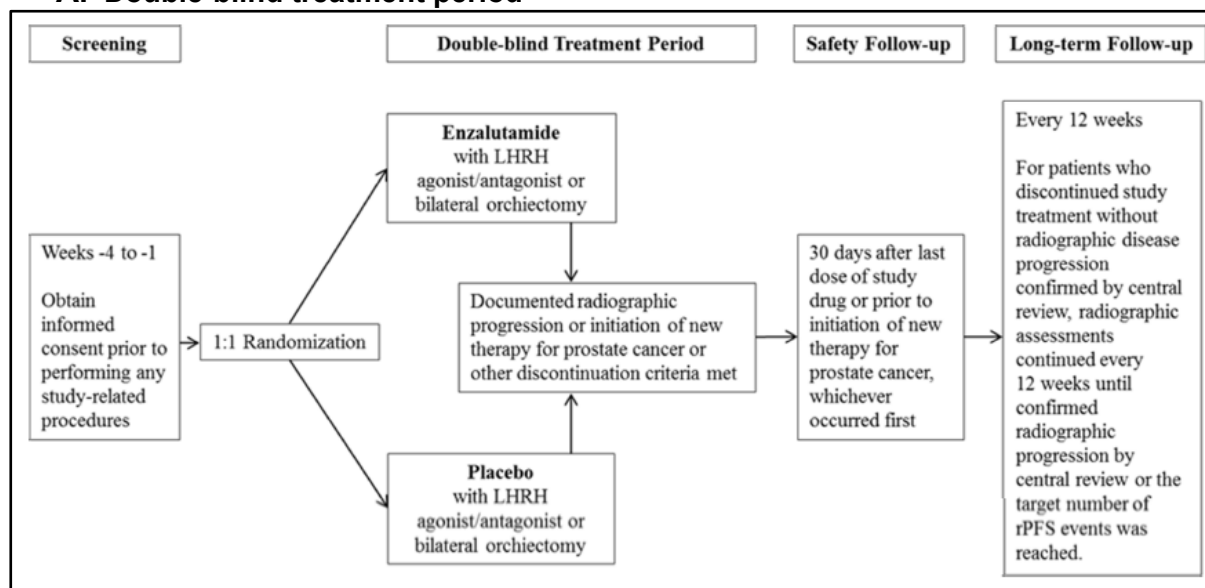 A. Double-blind treatment period
Screening
Double-blind Treatment Period
Safety Follow-up
Long-term Follow-up
Weeks -4 to -1
Obtain
informed
consent prior to
performing any
study-related
procedures
1:1 Randomization
Enzalutamide
with LHRH
agonist/antagonist or
bilateral orchiectomy
Documented radiographic
progression or initiation of new
therapy for prostate cancer or
other discontinuation criteria met
Placebo
with LHRH
agonist/antagonist or
bilateral orchiectomy
30 days after last
dose of study
drug or prior to
initiation of new
therapy for
prostate cancer,
whichever
occurred first
Every 12 weeks
For patients who
discontinued study
treatment without
radiographic disease
progression
confirmed by central
review, radiographic
assessments
continued every
12 weeks until
confirmed
radiographic
progression by
central review or the
target number of
rPFS events was
reached.